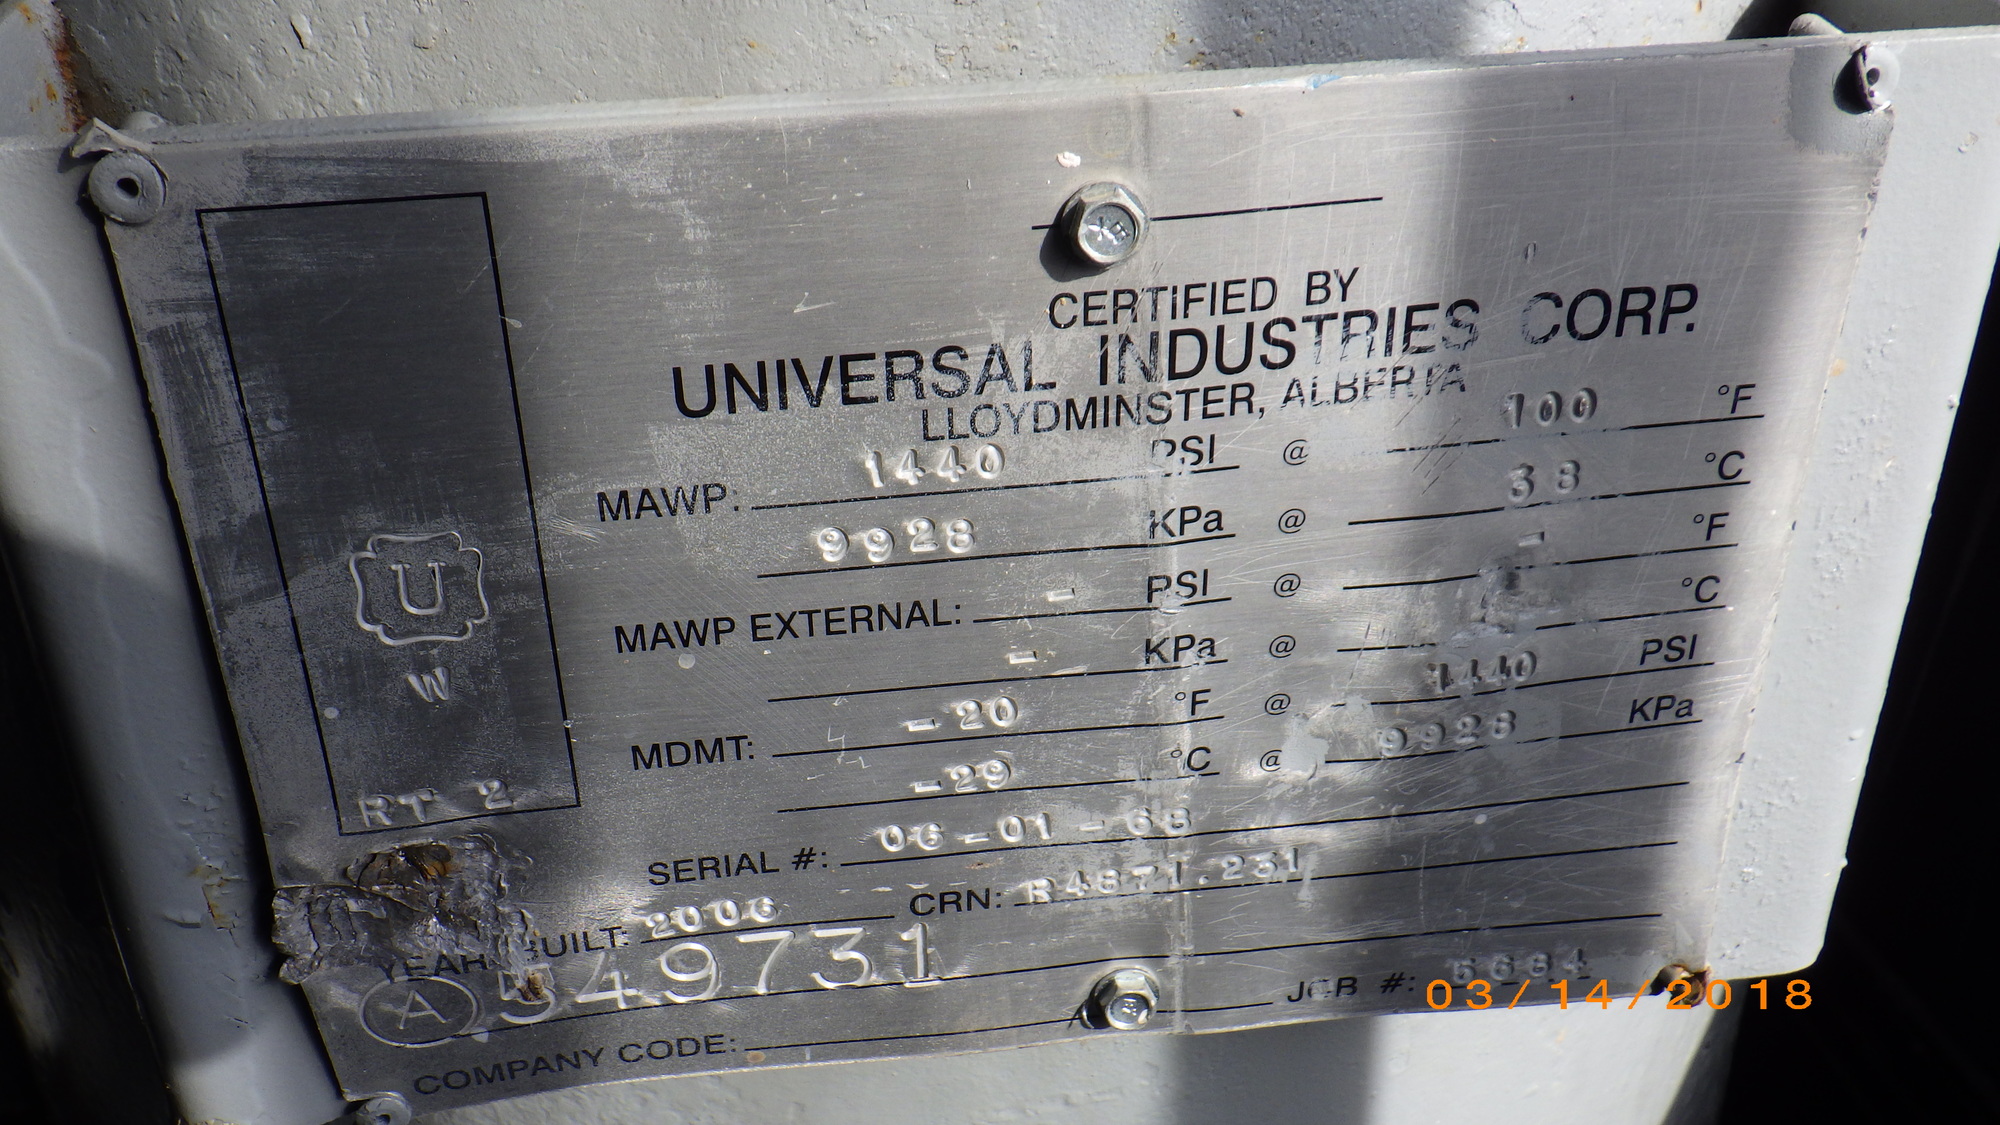 CERTIFIED BY
UNIVERSAL INDUSTRIES CORP.
LLOYDMINSTER, ALBERTA
MAWP: 1440 PSI @ 100 °F
9928 KPa @ 38 °C
MAWP EXTERNAL: - PSI @ - °F
- KPa @ - °C
MDMT: -20 °F @ 1440 PSI
-29 °C @ 9928 KPa
U
W
RT 2
SERIAL #: 06-01-68
YEAR BUILT: 2006 CRN: R4871.231
A 549731
JOB #: 5684
COMPANY CODE:
03/14/2018